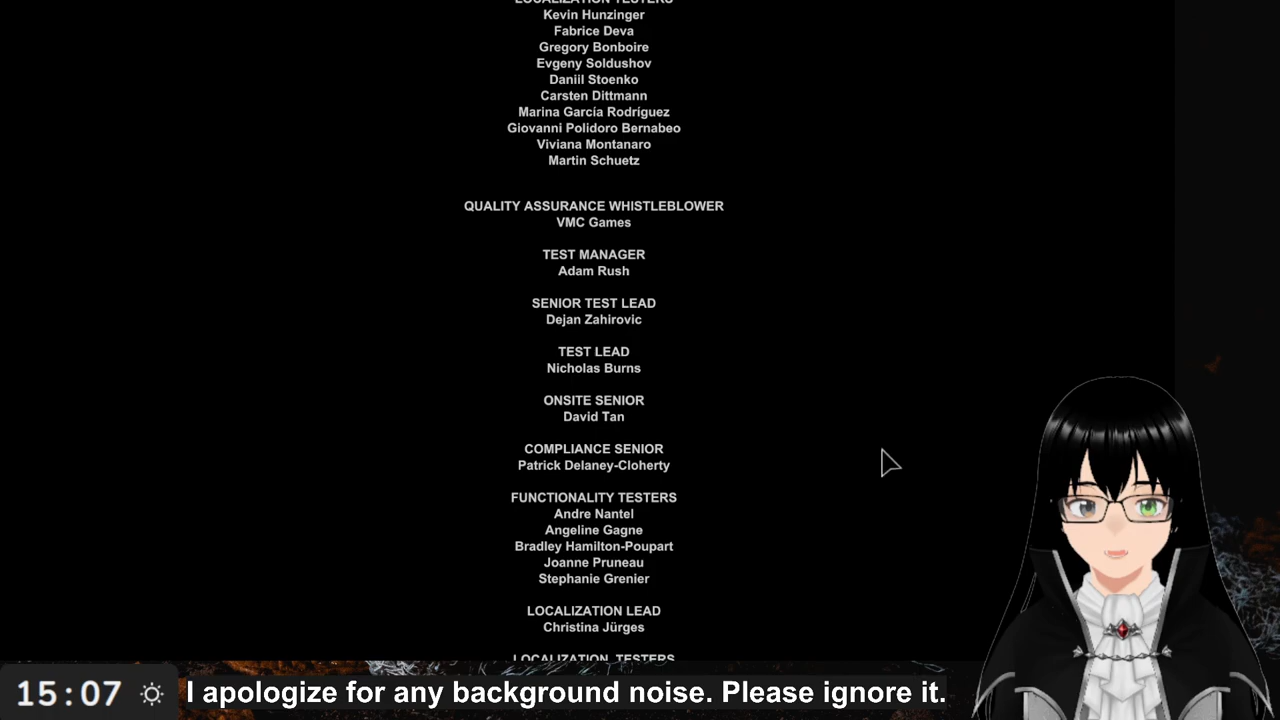 LOCALIZATION TESTERS
Kevin Hunzinger
Fabrice Deva
Gregory Bonboire
Evgeny Soldushov
Daniil Stoenko
Carsten Dittmann
Marina García Rodríguez
Giovanni Polidoro Bernabeo
Viviana Montanaro
Martin Schuetz
QUALITY ASSURANCE WHISTLEBLOWER
VMC Games
TEST MANAGER
Adam Rush
SENIOR TEST LEAD
Dejan Zahirovic
TEST LEAD
Nicholas Burns
ONSITE SENIOR
David Tan
COMPLIANCE SENIOR
Patrick Delaney-Cloherty
FUNCTIONALITY TESTERS
Andre Nantel
Angeline Gagne
Bradley Hamilton-Poupart
Joanne Pruneau
Stephanie Grenier
LOCALIZATION LEAD
Christina Jürges
LOCALIZATION TESTERS
15:07
I apologize for any background noise. Please ignore it.